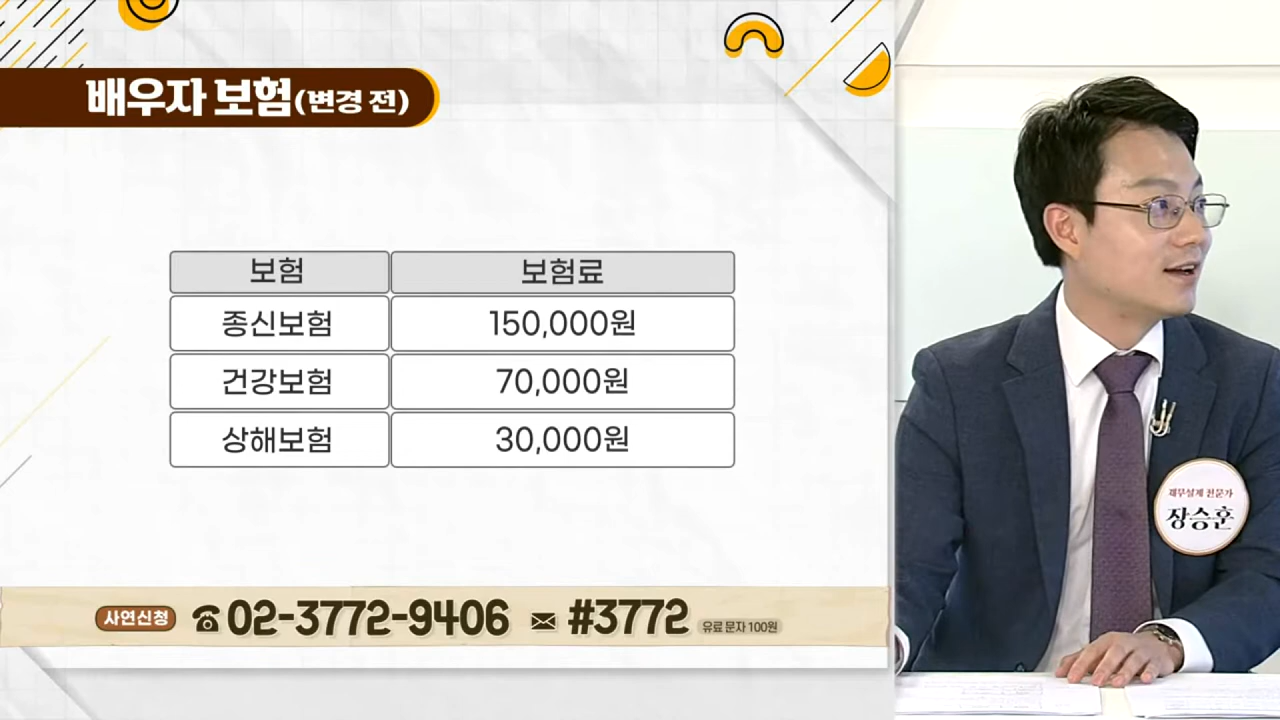 배우자 보험(변경 전)
보험 보험료
종신보험 150,000원
건강보험 70,000원
상해보험 30,000원
재무설계 전문가
장승훈
사연신청 02-3772-9406 #3772 유료 문자 100원